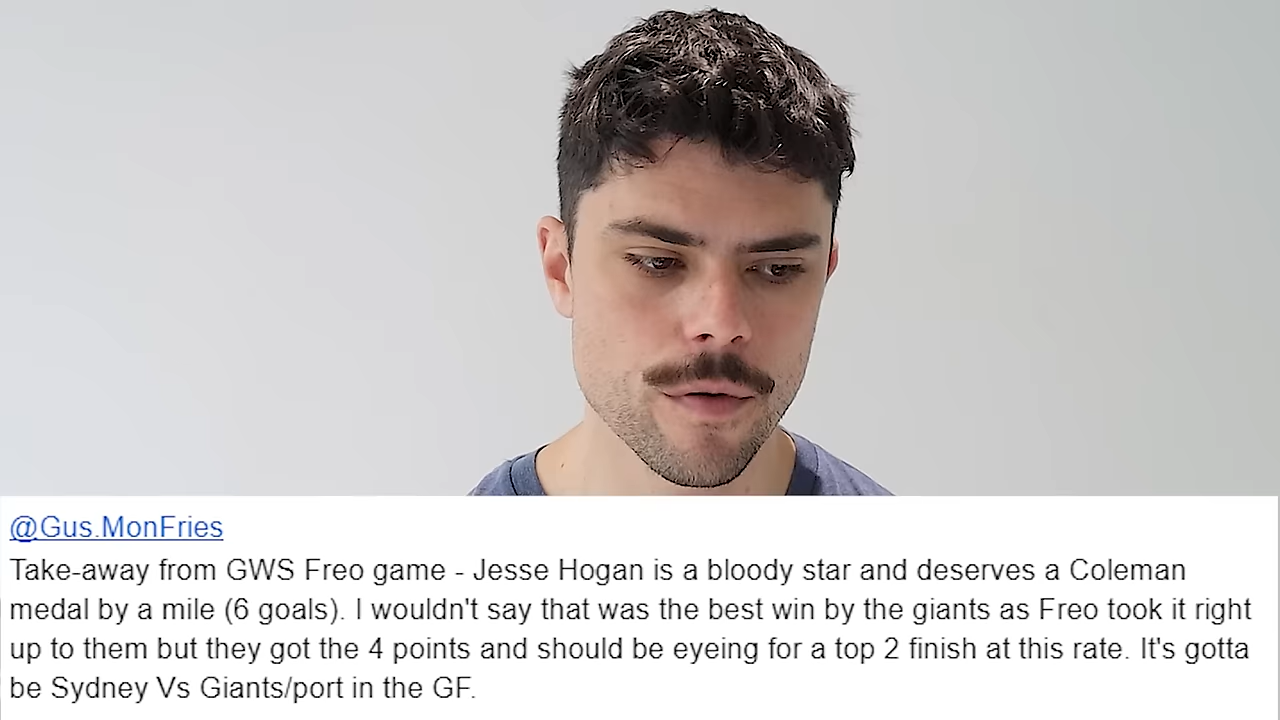 @Gus.MonFries
Take-away from GWS Freo game - Jesse Hogan is a bloody star and deserves a Coleman
medal by a mile (6 goals). I wouldn't say that was the best win by the giants as Freo took it right
up to them but they got the 4 points and should be eyeing for a top 2 finish at this rate. It's gotta
be Sydney Vs Giants/port in the GF.